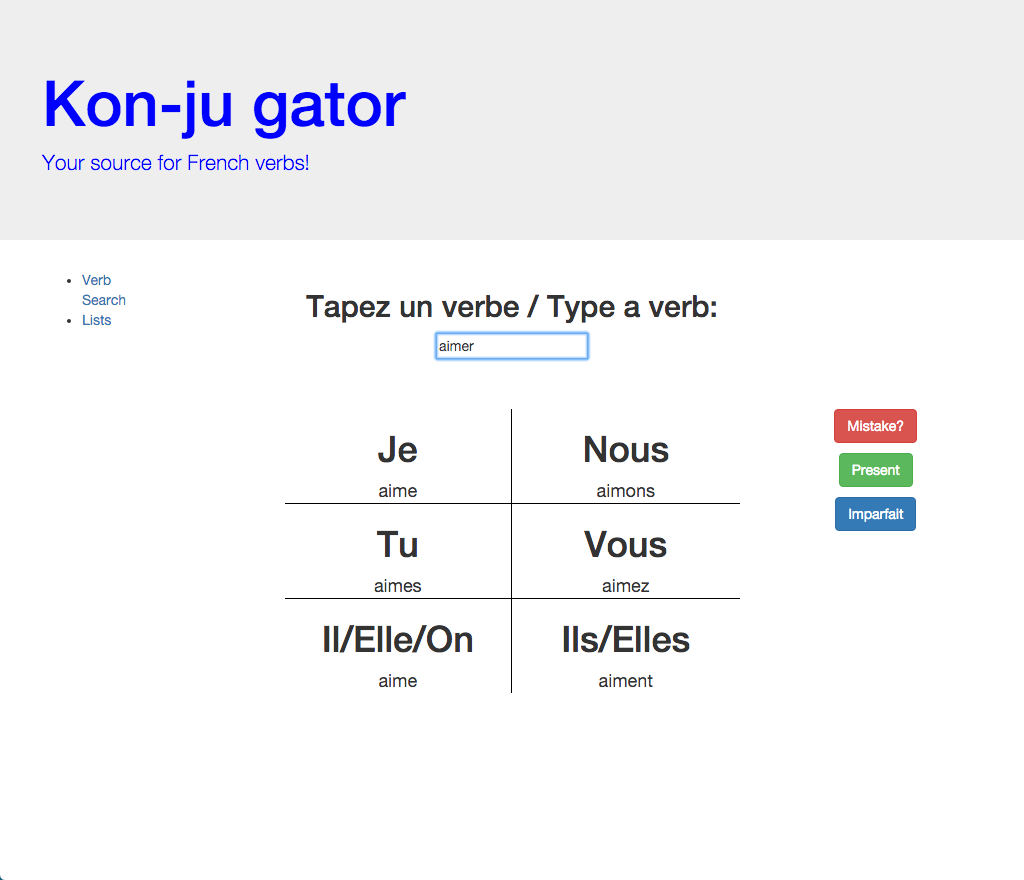 Kon-ju gator
Your source for French verbs!
Verb
Search
Lists
Tapez un verbe / Type a verb:
aimer
Je
aime
Nous
aimons
Tu
aimes
Vous
aimez
Il/Elle/On
aime
Ils/Elles
aiment
Mistake?
Present
Imparfait